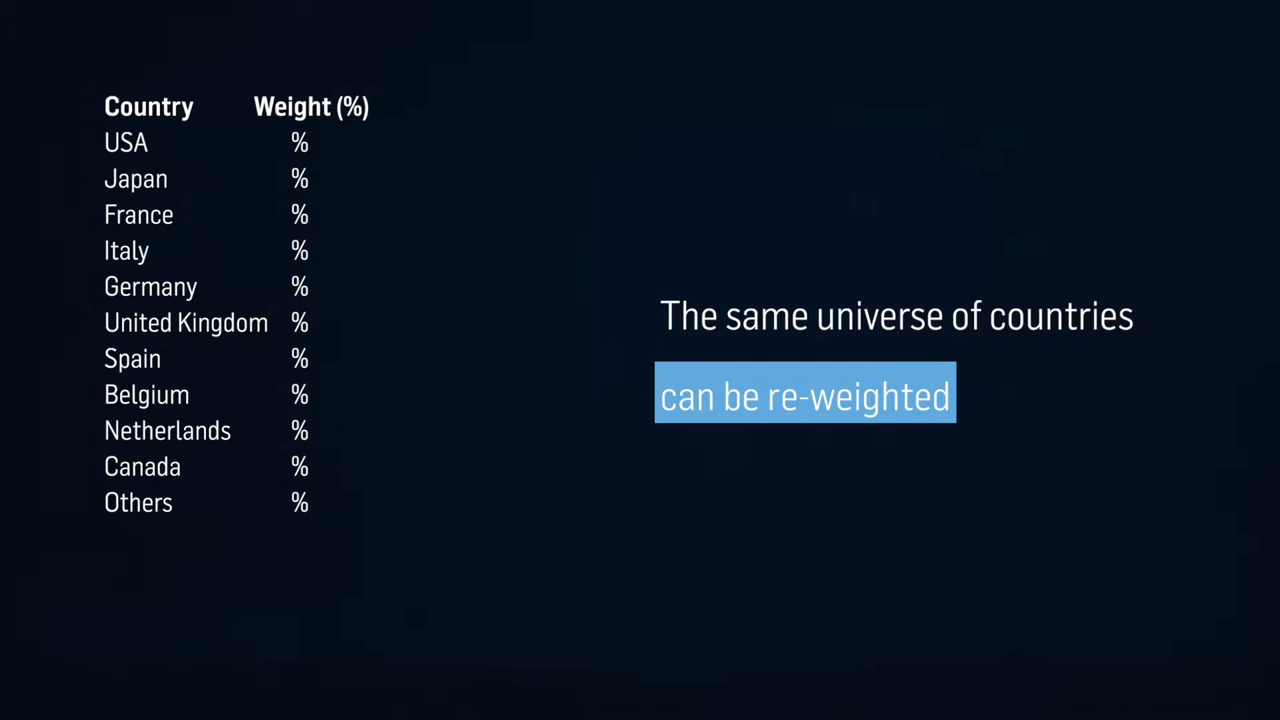 Country Weight (%)
USA %
Japan %
France %
Italy %
Germany %
United Kingdom %
Spain %
Belgium %
Netherlands %
Canada %
Others %
The same universe of countries
can be re-weighted